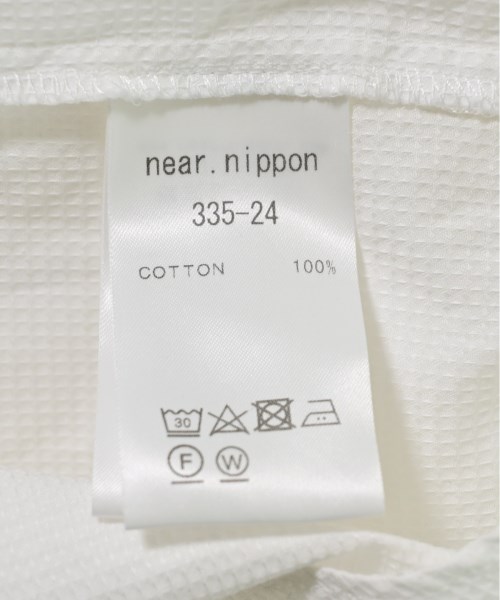 near.nippon
335-24
COTTON 100%
30
F W